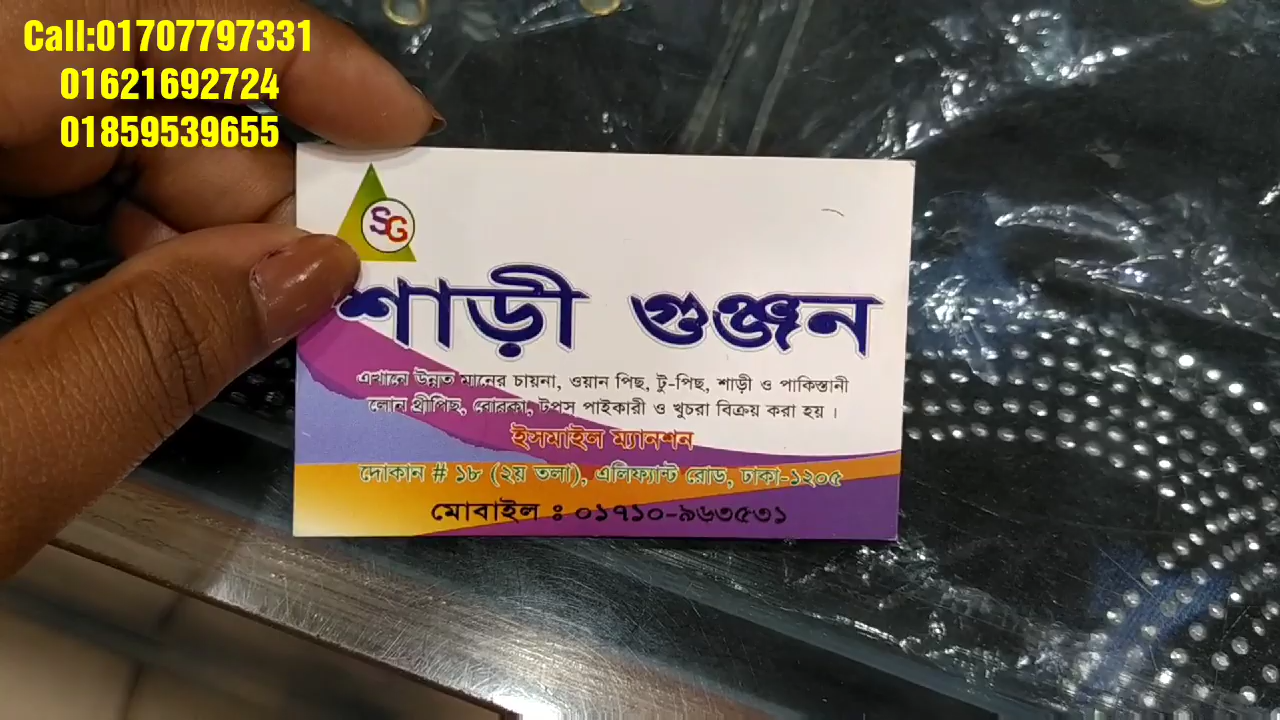 Call:01707797331
01621692724
01859539655
SG
শাড়ী গুঞ্জন
এখানে উন্নত মানের চায়না, ওয়ান পিছ, টু-পিছ, শাড়ী ও পাকিস্তানী
লোন থ্রীপিছ, বোরকা, টপস পাইকারী ও খুচরা বিক্রয় করা হয়।
ইসমাইল ম্যানশন
দোকান # ১৮ (২য় তলা), এলিফ্যান্ট রোড, ঢাকা-১২০৫
মোবাইল : ০১৭১০-৯৬৩৫৩১